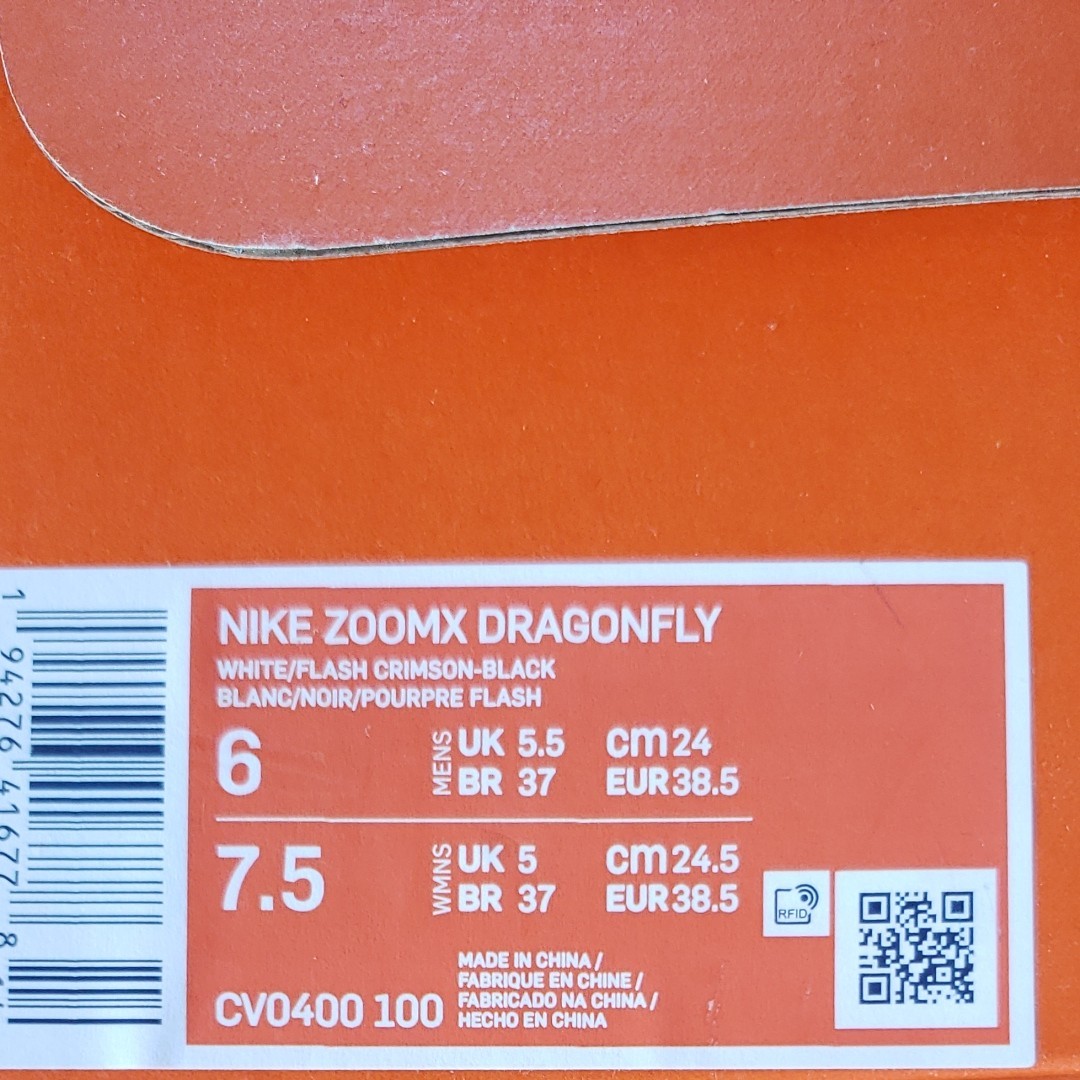 NIKE ZOOMX DRAGONFLY
WHITE/FLASH CRIMSON-BLACK
BLANC/NOIR/POURPRE FLASH
6 MENS UK 5.5 cm 24
BR 37 EUR 38.5
7.5 WMNS UK 5 cm 24.5
BR 37 EUR 38.5
RFID
MADE IN CHINA /
FABRIQUE EN CHINE /
FABRICADO NA CHINA /
HECHO EN CHINA
CV0400 100
1 94276 41677 8